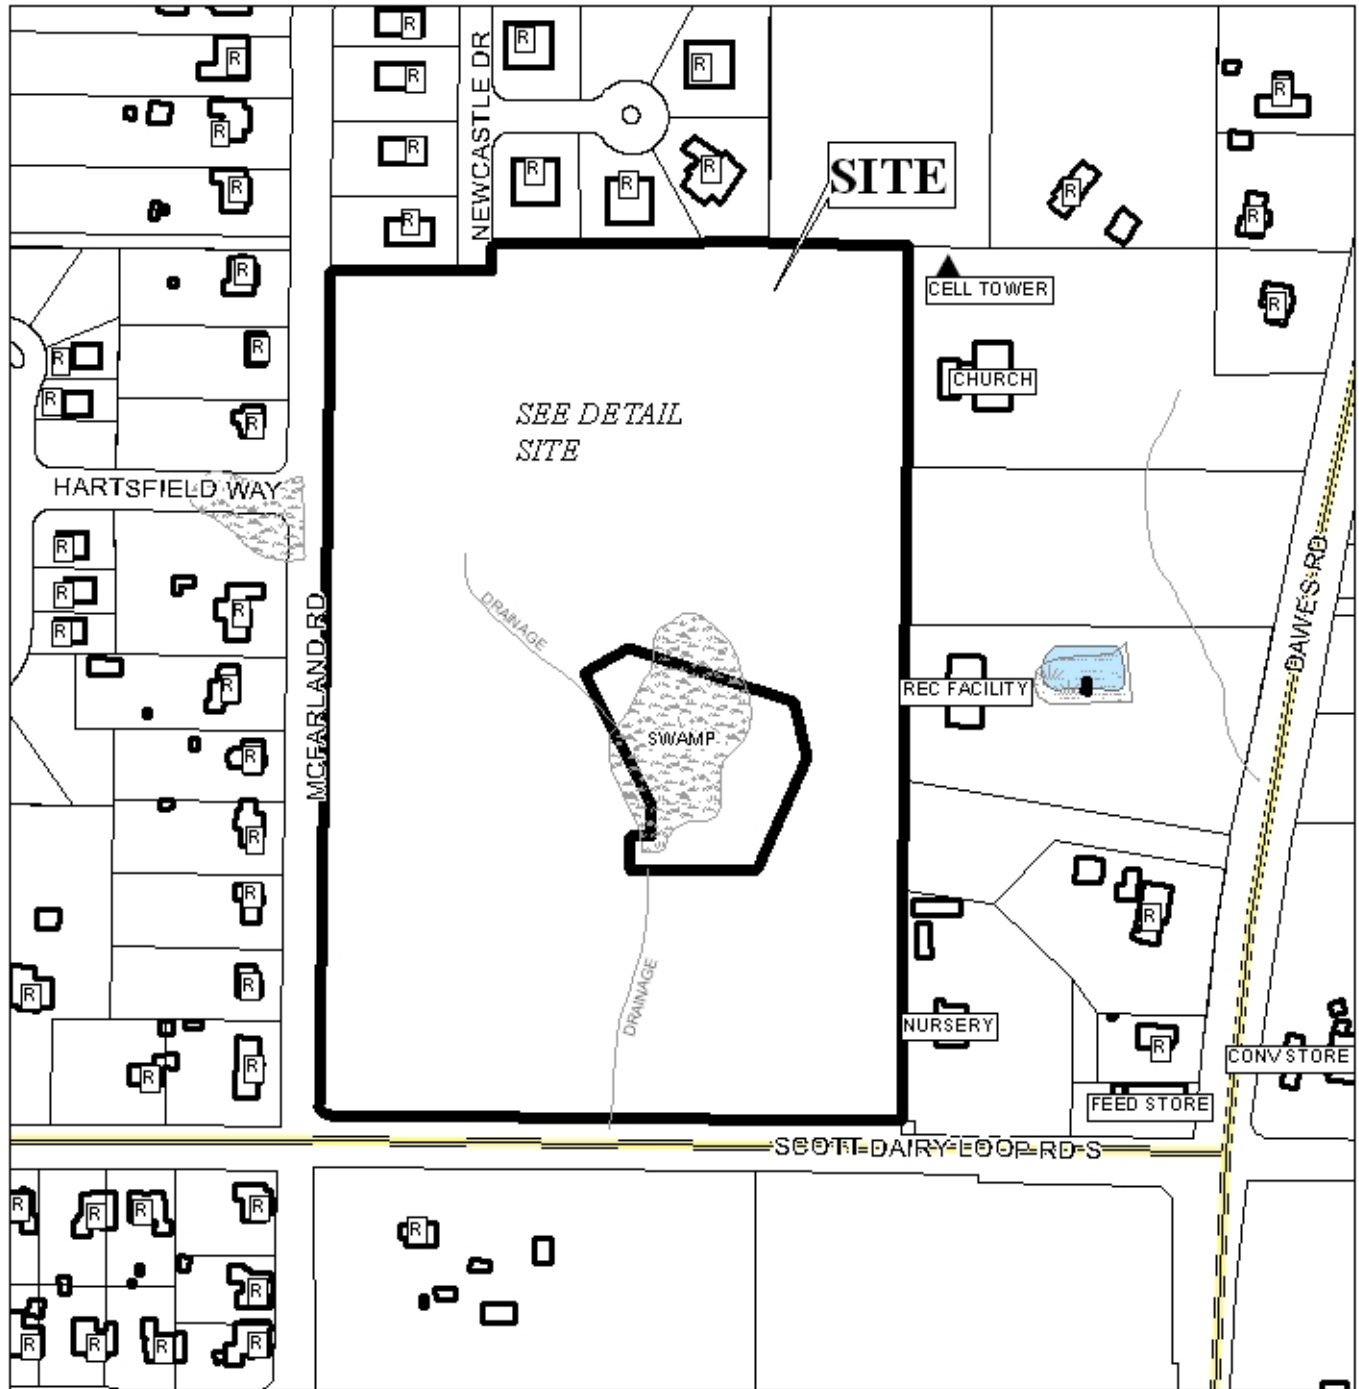 R
R
R
R
R
R
NEWCASTLE DR
R
R
R
R
R
R
R
SITE
R
R
R
CELL TOWER
R
R
R
CHURCH
R
R
SEE DETAIL
SITE
HARTSFIELD WAY
R
R
R
R
DRAINAGE
MCFARLAND RD
DAWES RD
R
REC FACILITY
SWAMP
R
R
R
R
R
R
DRAINAGE
NURSERY
R
CONV STORE
R
R
FEED STORE
SCOTT DAIRY LOOP RD S
R
R
R
R
R
R
R
R
R
R